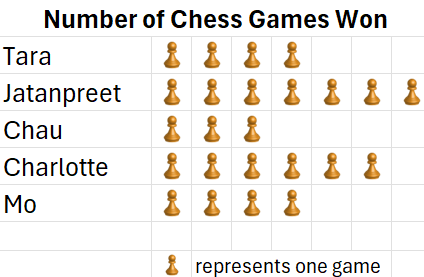 Number of Chess Games Won
Tara
Jatanpreet
Chau
Charlotte
Mo
represents one game